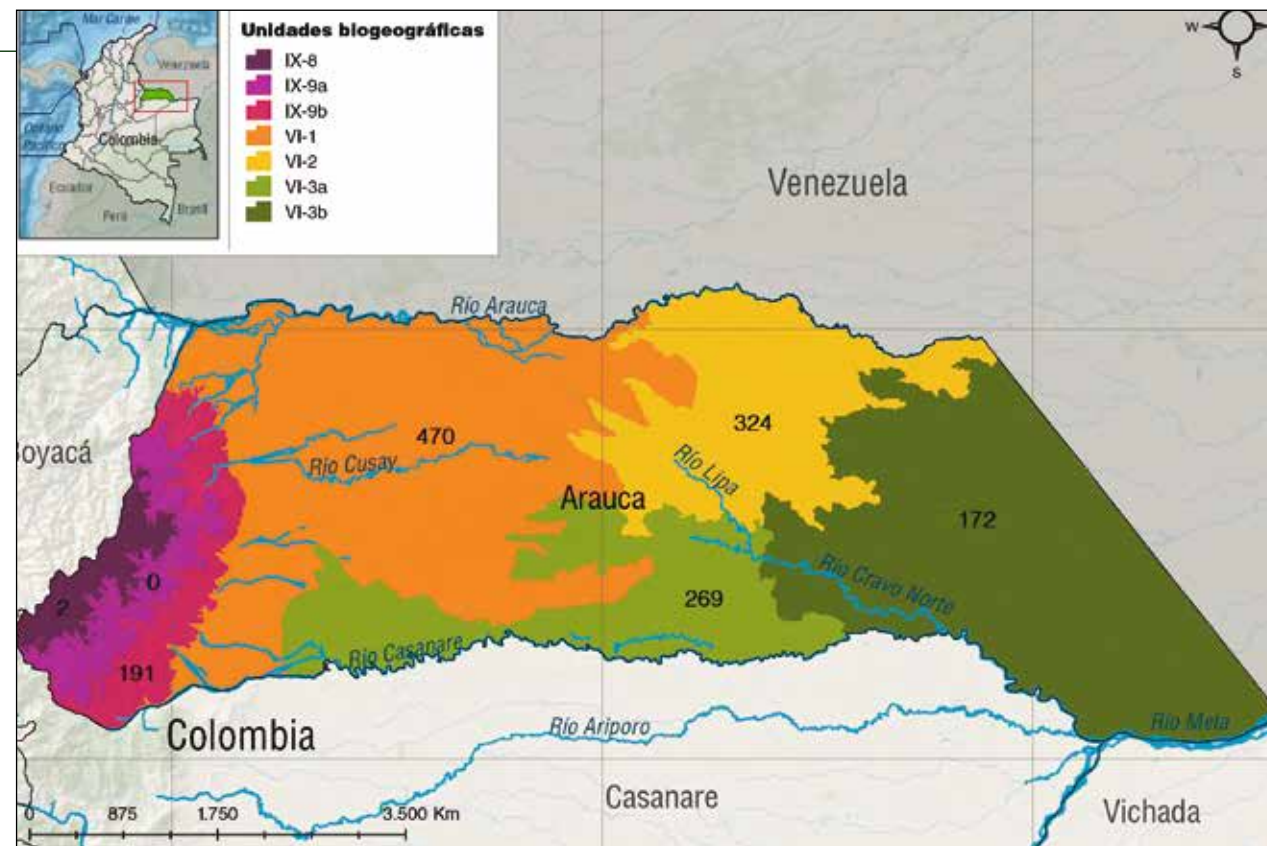 Mar Caribe
Venezuela
Océano
Pacífico
Colombia
Ecuador
Perú
Brasil
Unidades biogeográficas
IX-8
IX-9a
IX-9b
VI-1
VI-2
VI-3a
VI-3b
W
S
Venezuela
Río Arauca
Boyacá
470
324
Río Cusay
Río Lipa
Arauca
172
0
2
269
Río Cravo Norte
191
Río Casanare
Colombia
Río Ariporo
Río Meta
Casanare
Vichada
0 875 1.750 3.500 Km